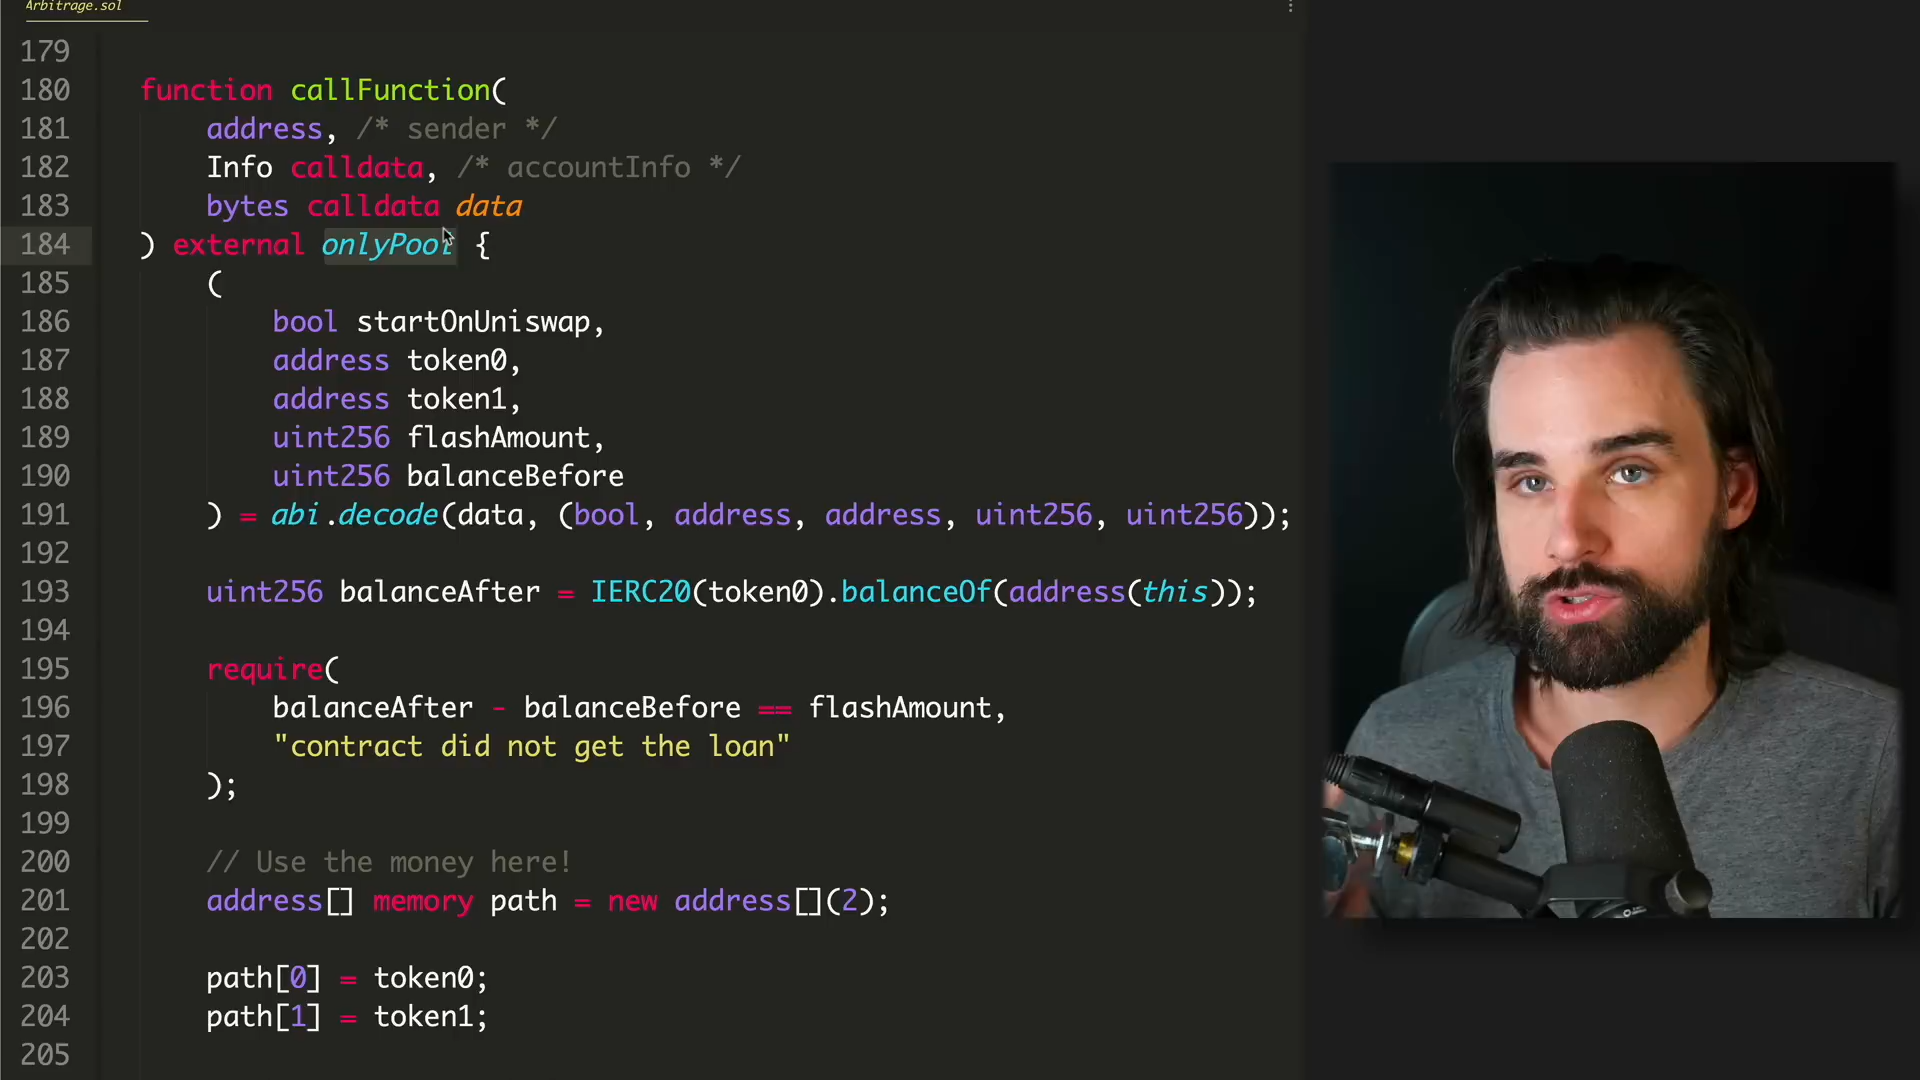 Arbitrage.sol
179
180 function callFunction(
181 address, /* sender */
182 Info calldata, /* accountInfo */
183 bytes calldata data
184 ) external onlyPool {
185 (
186 bool startOnUniswap,
187 address token0,
188 address token1,
189 uint256 flashAmount,
190 uint256 balanceBefore
191 ) = abi.decode(data, (bool, address, address, uint256, uint256));
192
193 uint256 balanceAfter = IERC20(token0).balanceOf(address(this));
194
195 require(
196 balanceAfter - balanceBefore == flashAmount,
197 "contract did not get the loan"
198 );
199
200 // Use the money here!
201 address[] memory path = new address[](2);
202
203 path[0] = token0;
204 path[1] = token1;
205